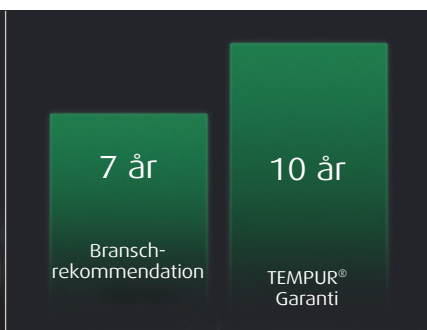 7 år
Bransch-
rekommendation
10 år
TEMPUR®
Garanti